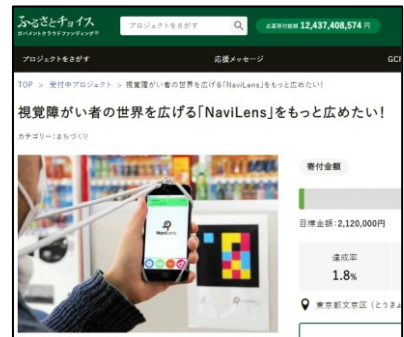 ふるさとチョイス
ガバメントクラウドファンディング®
プロジェクトをさがす
応募寄付総額 12,437,408,574 円
プロジェクトをさがす
応援メッセージ
GCF
TOP > 受付中プロジェクト > 視覚障がい者の世界を広げる「NaviLens」をもっと広めたい!
視覚障がい者の世界を広げる「NaviLens」をもっと広めたい!
カテゴリー:まちづくり
寄付金額
目標金額:2,120,000円
達成率
1.8%
東京都文京区 (とうきょ
NaviLens